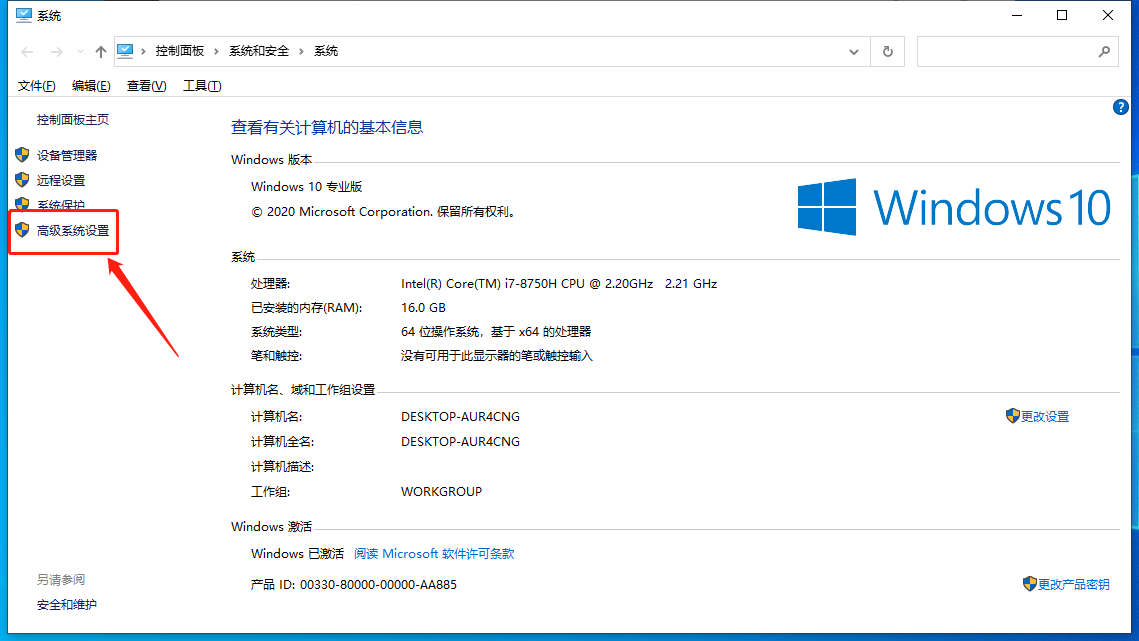 系统
控制面板 › 系统和安全 › 系统
文件(F) 编辑(E) 查看(V) 工具(T)
控制面板主页
设备管理器
远程设置
系统保护
高级系统设置
查看有关计算机的基本信息
Windows 版本
Windows 10 专业版
© 2020 Microsoft Corporation. 保留所有权利。
Windows 10
系统
处理器: Intel(R) Core(TM) i7-8750H CPU @ 2.20GHz 2.21 GHz
已安装的内存(RAM): 16.0 GB
系统类型: 64 位操作系统, 基于 x64 的处理器
笔和触控: 没有可用于此显示器的笔或触控输入
计算机名、域和工作组设置
计算机名: DESKTOP-AUR4CNG 更改设置
计算机全名: DESKTOP-AUR4CNG
计算机描述:
工作组: WORKGROUP
Windows 激活
Windows 已激活 阅读 Microsoft 软件许可条款
产品 ID: 00330-80000-00000-AA885 更改产品密钥
另请参阅
安全和维护